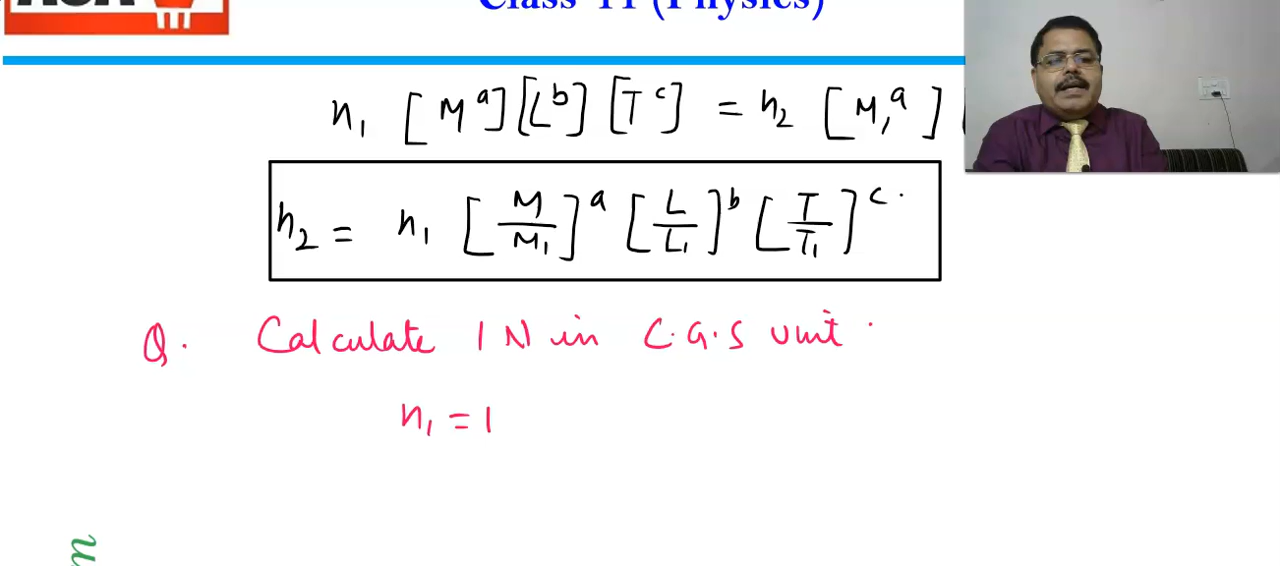 Class 11 (Physics)
n₁ [Mᵃ][Lᵇ][Tᶜ] = n₂ [M₁ᵃ]
n₂ = n₁ [M/M₁]ᵃ [L/L₁]ᵇ [T/T₁]ᶜ.
Q. Calculate 1 N in C.G.S unit.
n₁ = 1